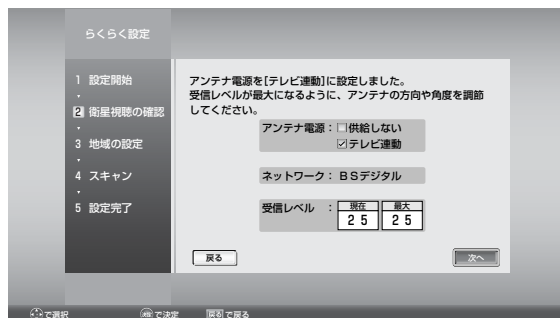 らくらく設定
1 設定開始
2 衛星視聴の確認
3 地域の設定
4 スキャン
5 設定完了
アンテナ電源を[テレビ連動]に設定しました。
受信レベルが最大になるように、アンテナの方向や角度を調節
してください。
アンテナ電源：□供給しない
☑テレビ連動
ネットワーク：BSデジタル
受信レベル ： 現在 最大
25 25
戻る 次へ
で選択 決定 で決定 戻る で戻る